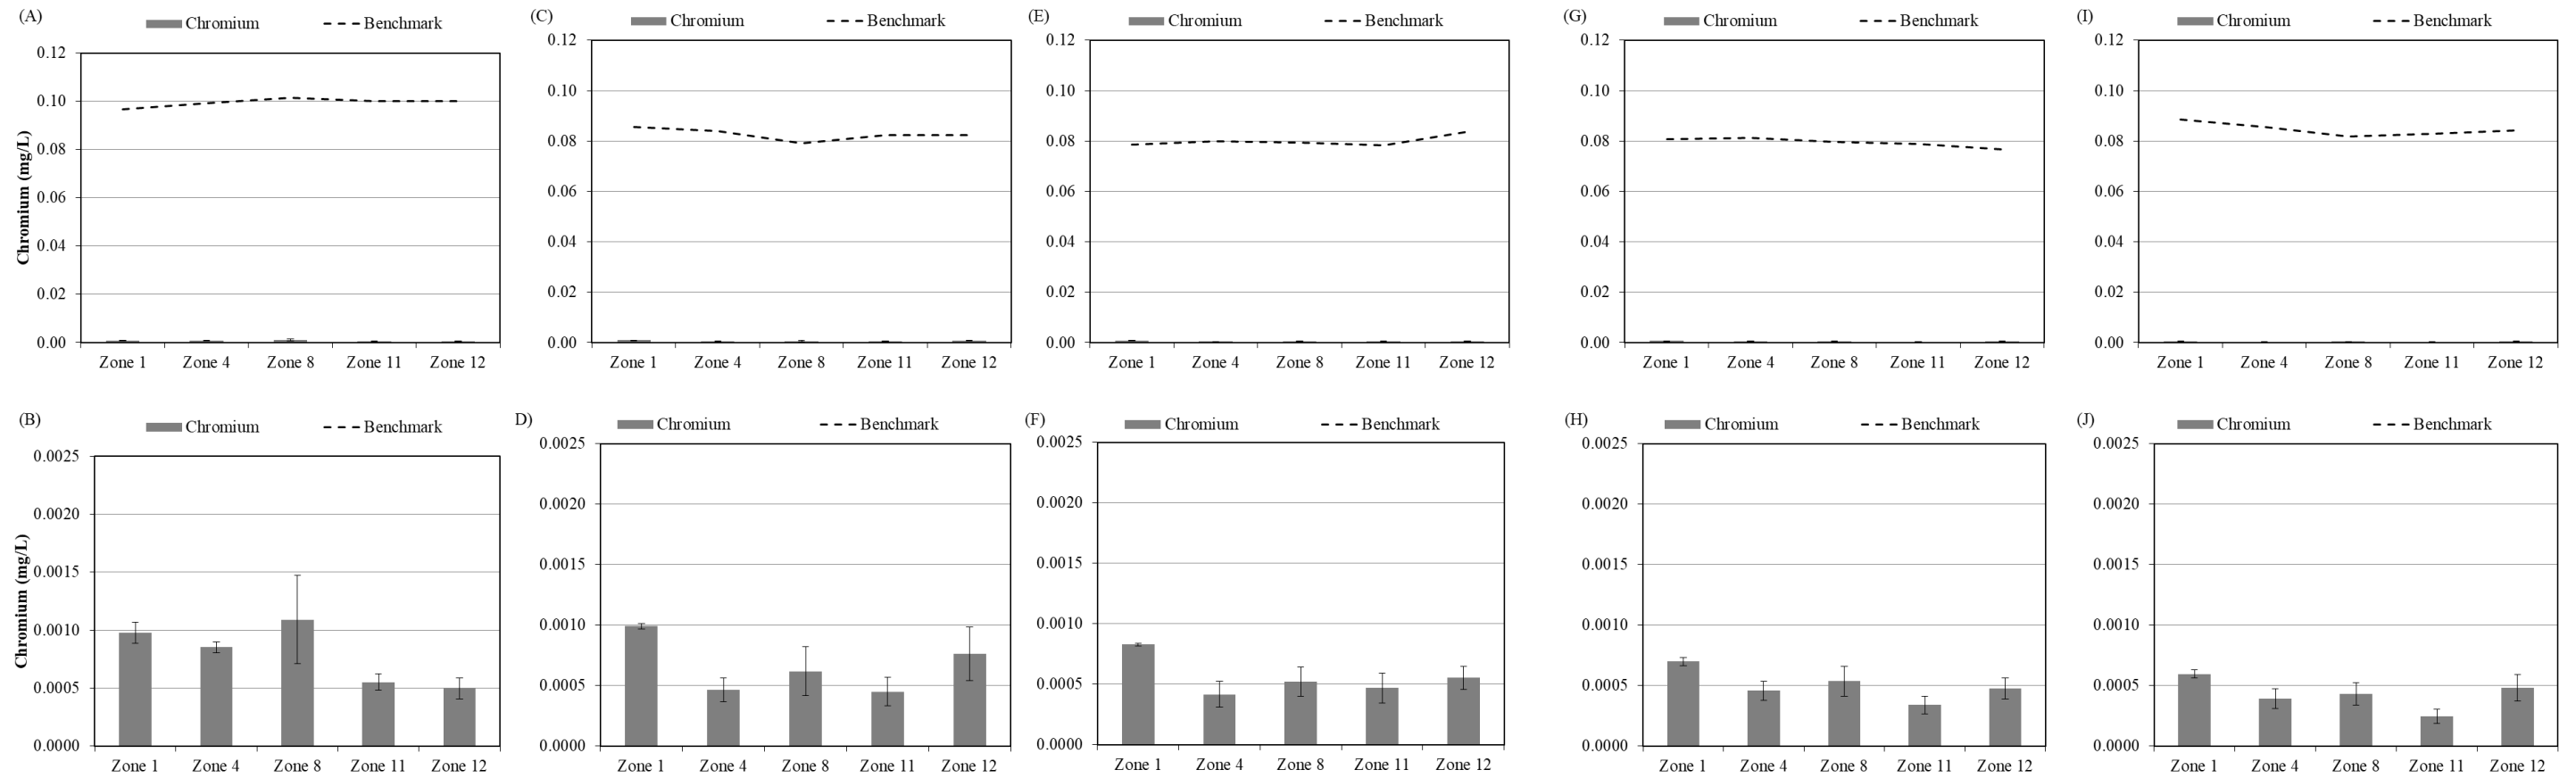 (A)
Chromium Benchmark
Chromium (mg/L)
0.12
0.10
0.08
0.06
0.04
0.02
0.00
Zone 1 Zone 4 Zone 8 Zone 11 Zone 12
(C)
Chromium Benchmark
0.12
0.10
0.08
0.06
0.04
0.02
0.00
Zone 1 Zone 4 Zone 8 Zone 11 Zone 12
(E)
Chromium Benchmark
0.12
0.10
0.08
0.06
0.04
0.02
0.00
Zone 1 Zone 4 Zone 8 Zone 11 Zone 12
(G)
Chromium Benchmark
0.12
0.10
0.08
0.06
0.04
0.02
0.00
Zone 1 Zone 4 Zone 8 Zone 11 Zone 12
(I)
Chromium Benchmark
0.12
0.10
0.08
0.06
0.04
0.02
0.00
Zone 1 Zone 4 Zone 8 Zone 11 Zone 12
(B)
Chromium Benchmark
Chromium (mg/L)
0.0025
0.0020
0.0015
0.0010
0.0005
0.0000
Zone 1 Zone 4 Zone 8 Zone 11 Zone 12
D)
Chromium Benchmark
0.0025
0.0020
0.0015
0.0010
0.0005
0.0000
Zone 1 Zone 4 Zone 8 Zone 11 Zone 12
(F)
Chromium Benchmark
0.0025
0.0020
0.0015
0.0010
0.0005
0.0000
Zone 1 Zone 4 Zone 8 Zone 11 Zone 12
(H)
Chromium Benchmark
0.0025
0.0020
0.0015
0.0010
0.0005
0.0000
Zone 1 Zone 4 Zone 8 Zone 11 Zone 12
(J)
Chromium Benchmark
0.0025
0.0020
0.0015
0.0010
0.0005
0.0000
Zone 1 Zone 4 Zone 8 Zone 11 Zone 12